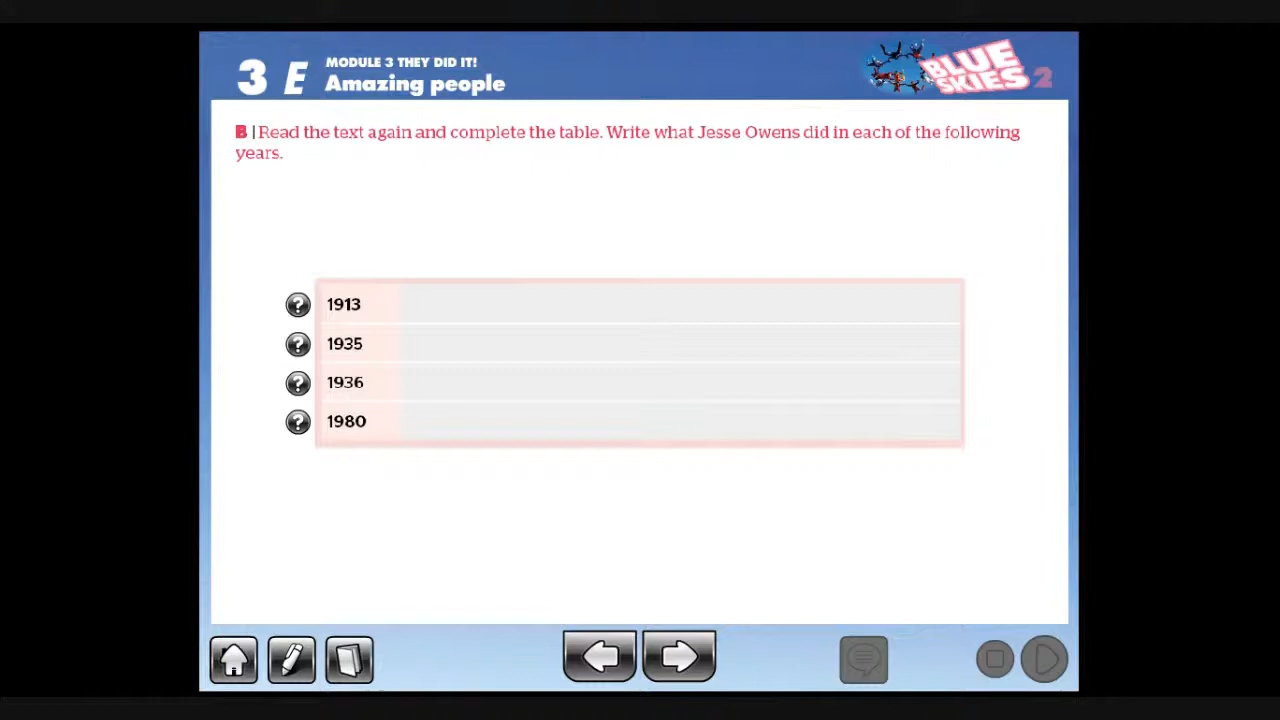 3 E
MODULE 3 THEY DID IT!
Amazing people
BLUE
SKIES 2
B | Read the text again and complete the table. Write what Jesse Owens did in each of the following
years.
? 1913
? 1935
? 1936
? 1980